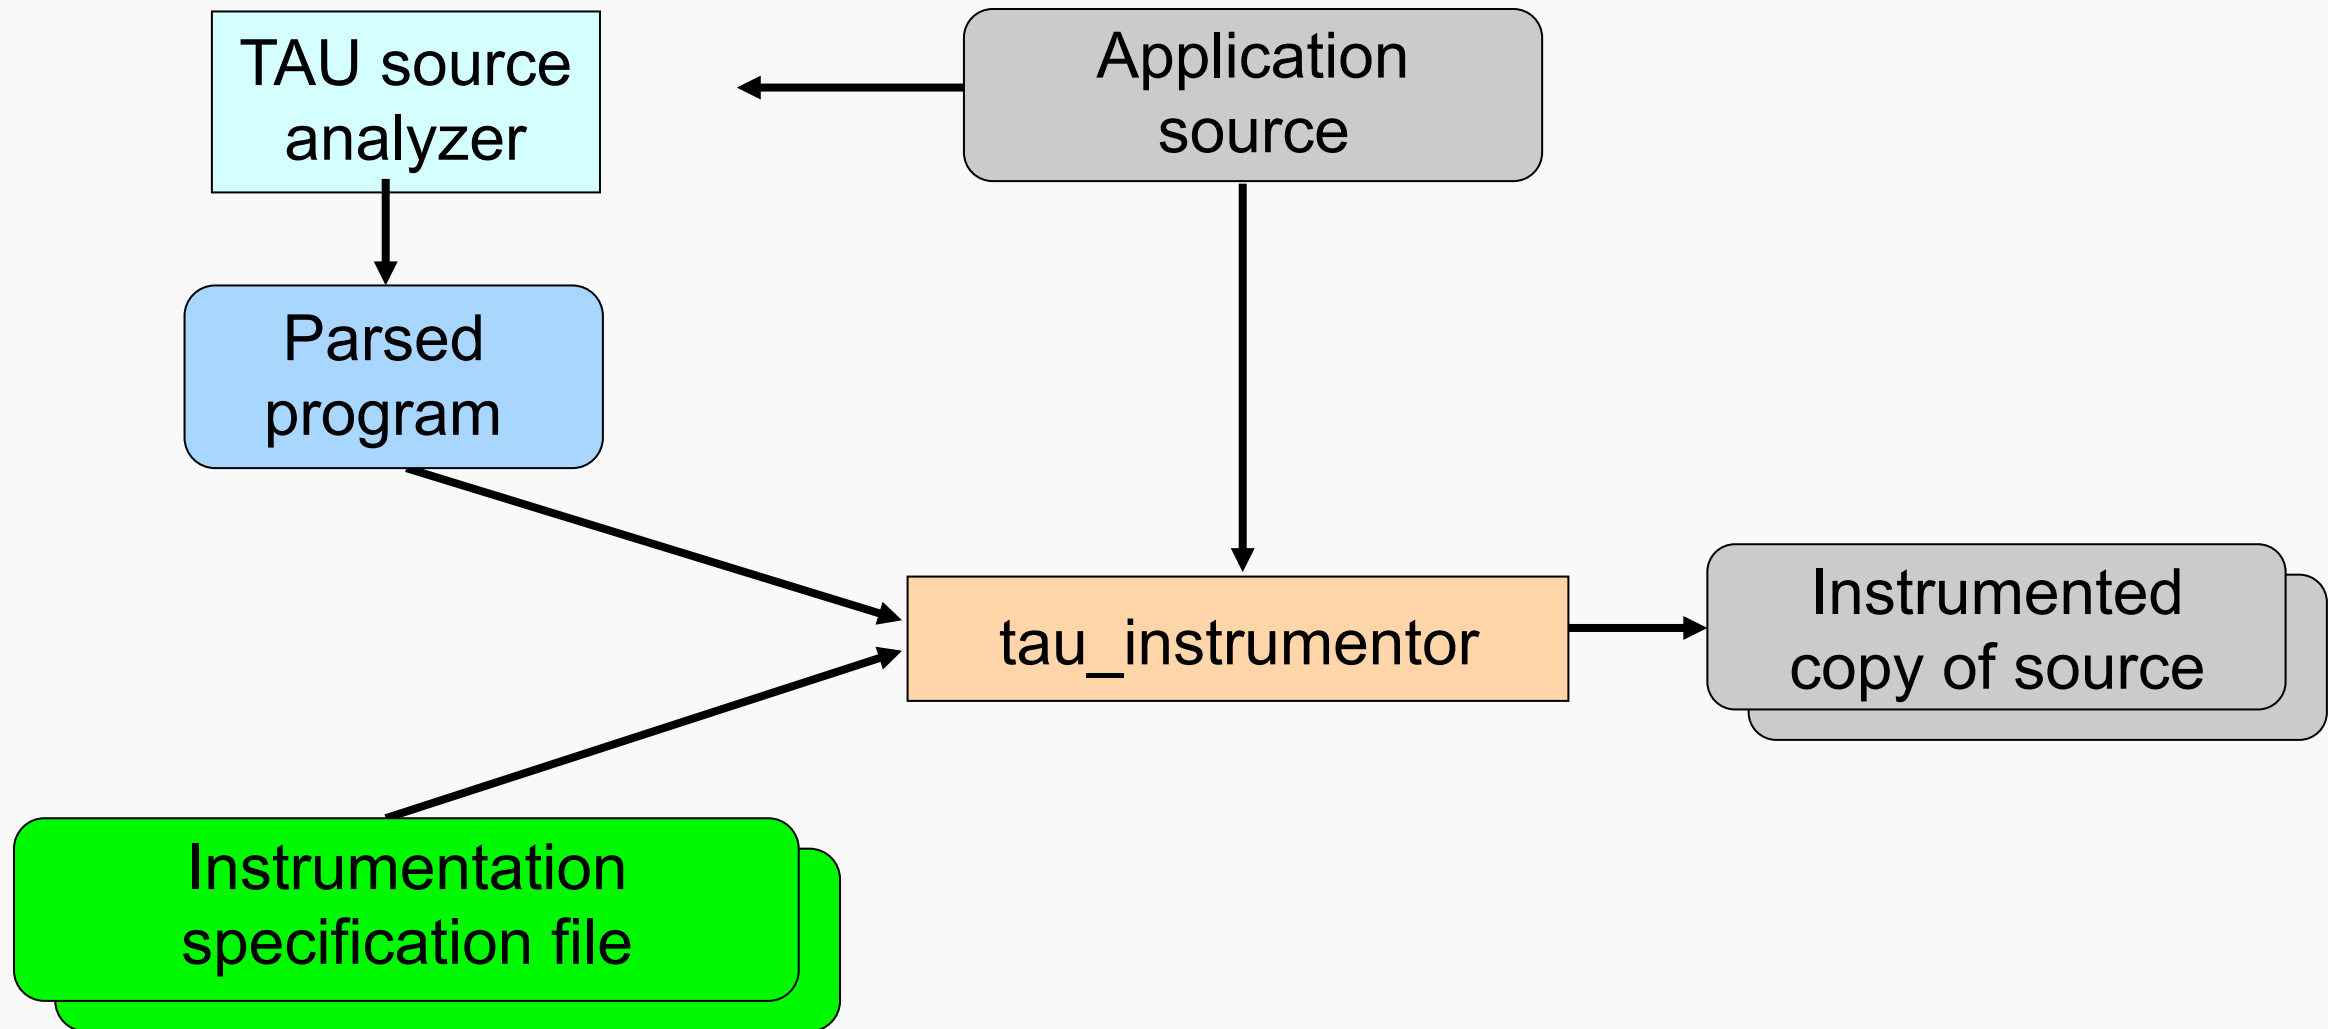 TAU source
analyzer
Application
source
Parsed
program
tau_instrumentor
Instrumented
copy of source
Instrumentation
specification file